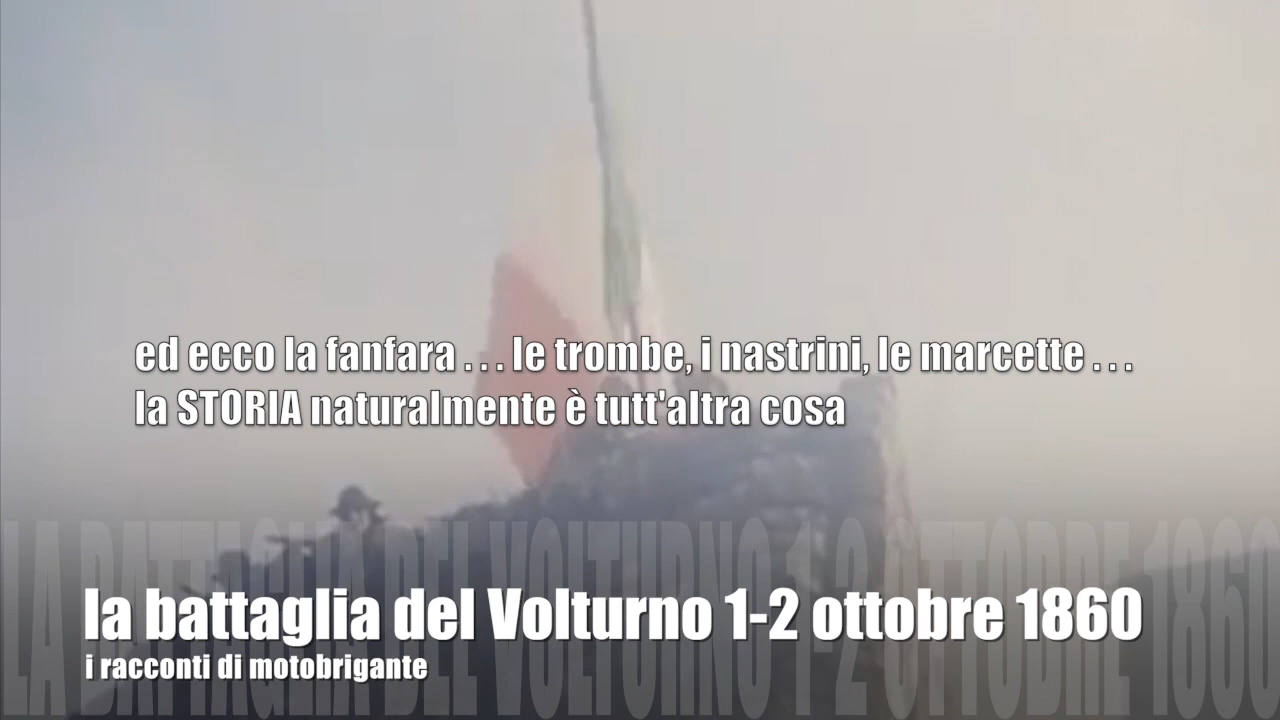 ed ecco la fanfara . . . le trombe, i nastrini, le marcette . . .
la STORIA naturalmente è tutt'altra cosa
LA BATTAGLIA DEL VOLTURNO 1-2 OTTOBRE 1860
la battaglia del Volturno 1-2 ottobre 1860
i racconti di motobrigante